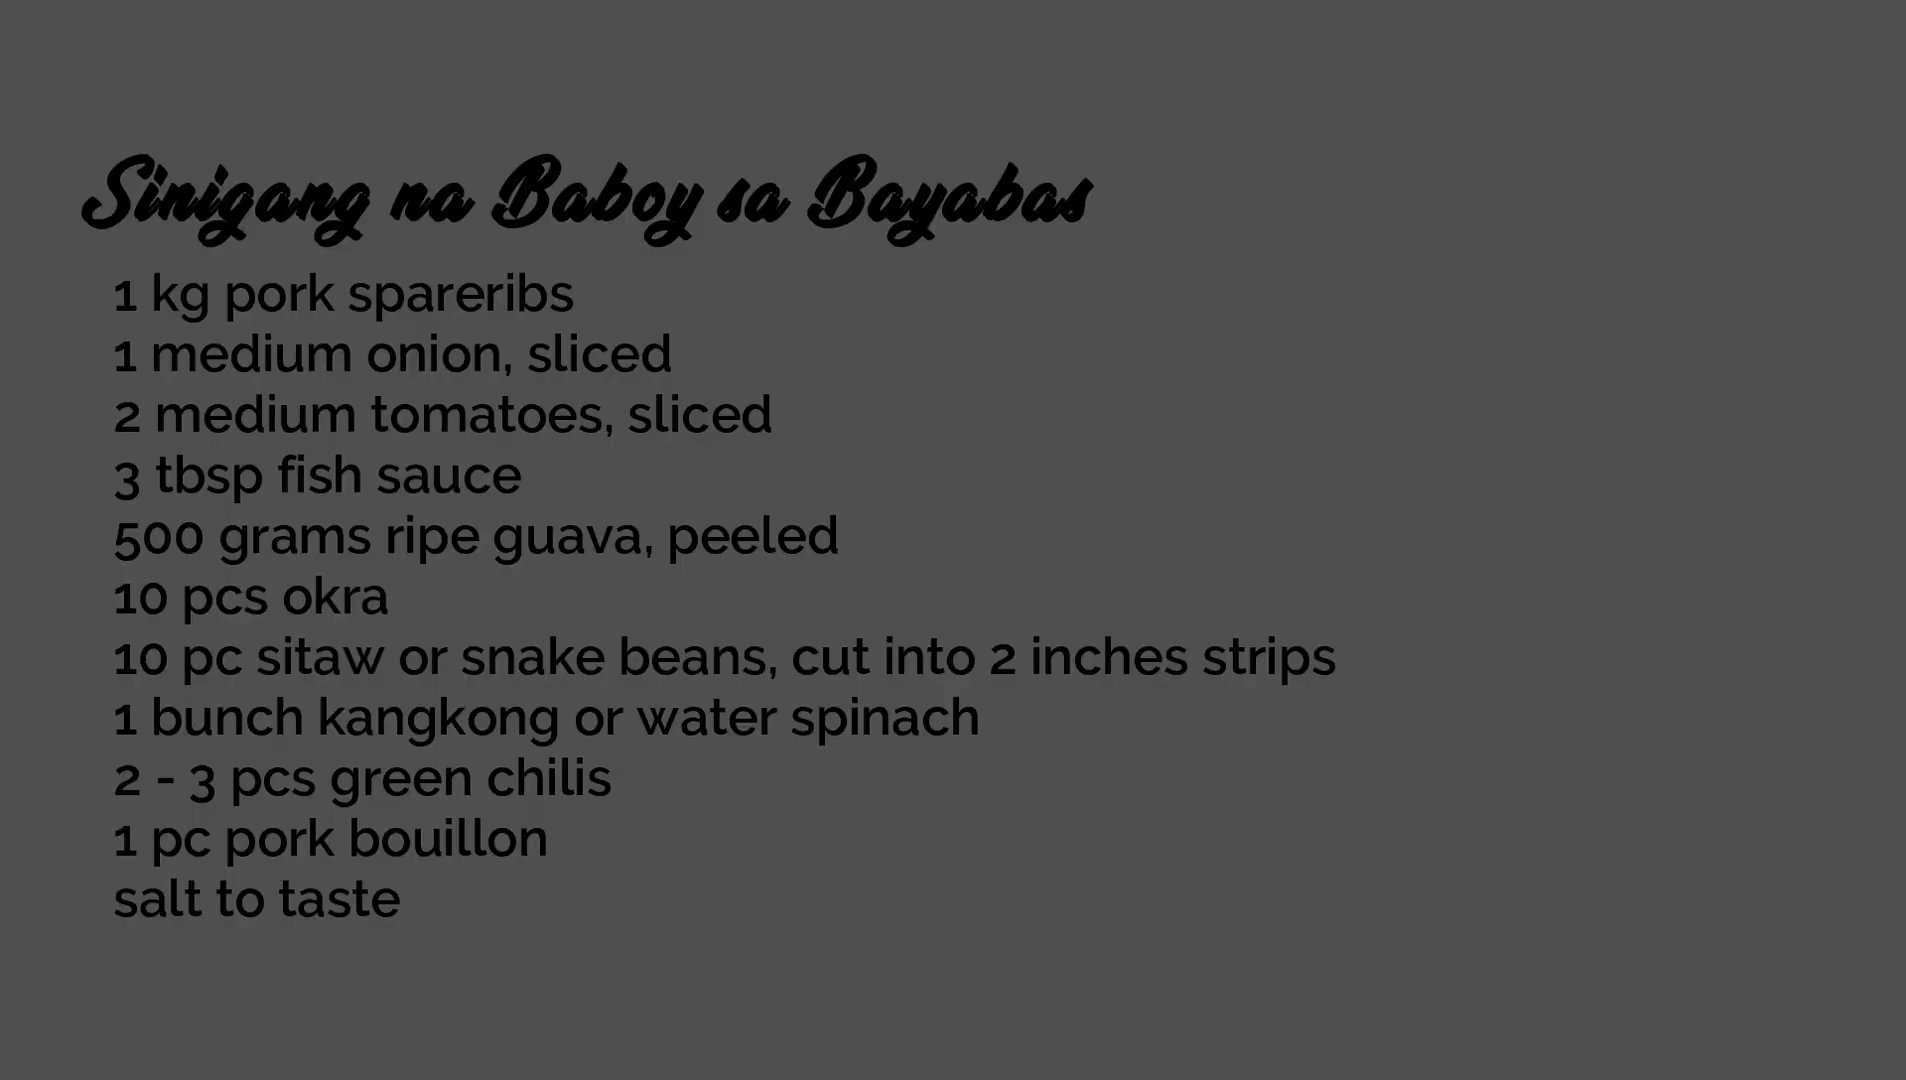 Sinigang na Baboy sa Bayabas
1 kg pork spareribs
1 medium onion, sliced
2 medium tomatoes, sliced
3 tbsp fish sauce
500 grams ripe guava, peeled
10 pcs okra
10 pc sitaw or snake beans, cut into 2 inches strips
1 bunch kangkong or water spinach
2 - 3 pcs green chilis
1 pc pork bouillon
salt to taste